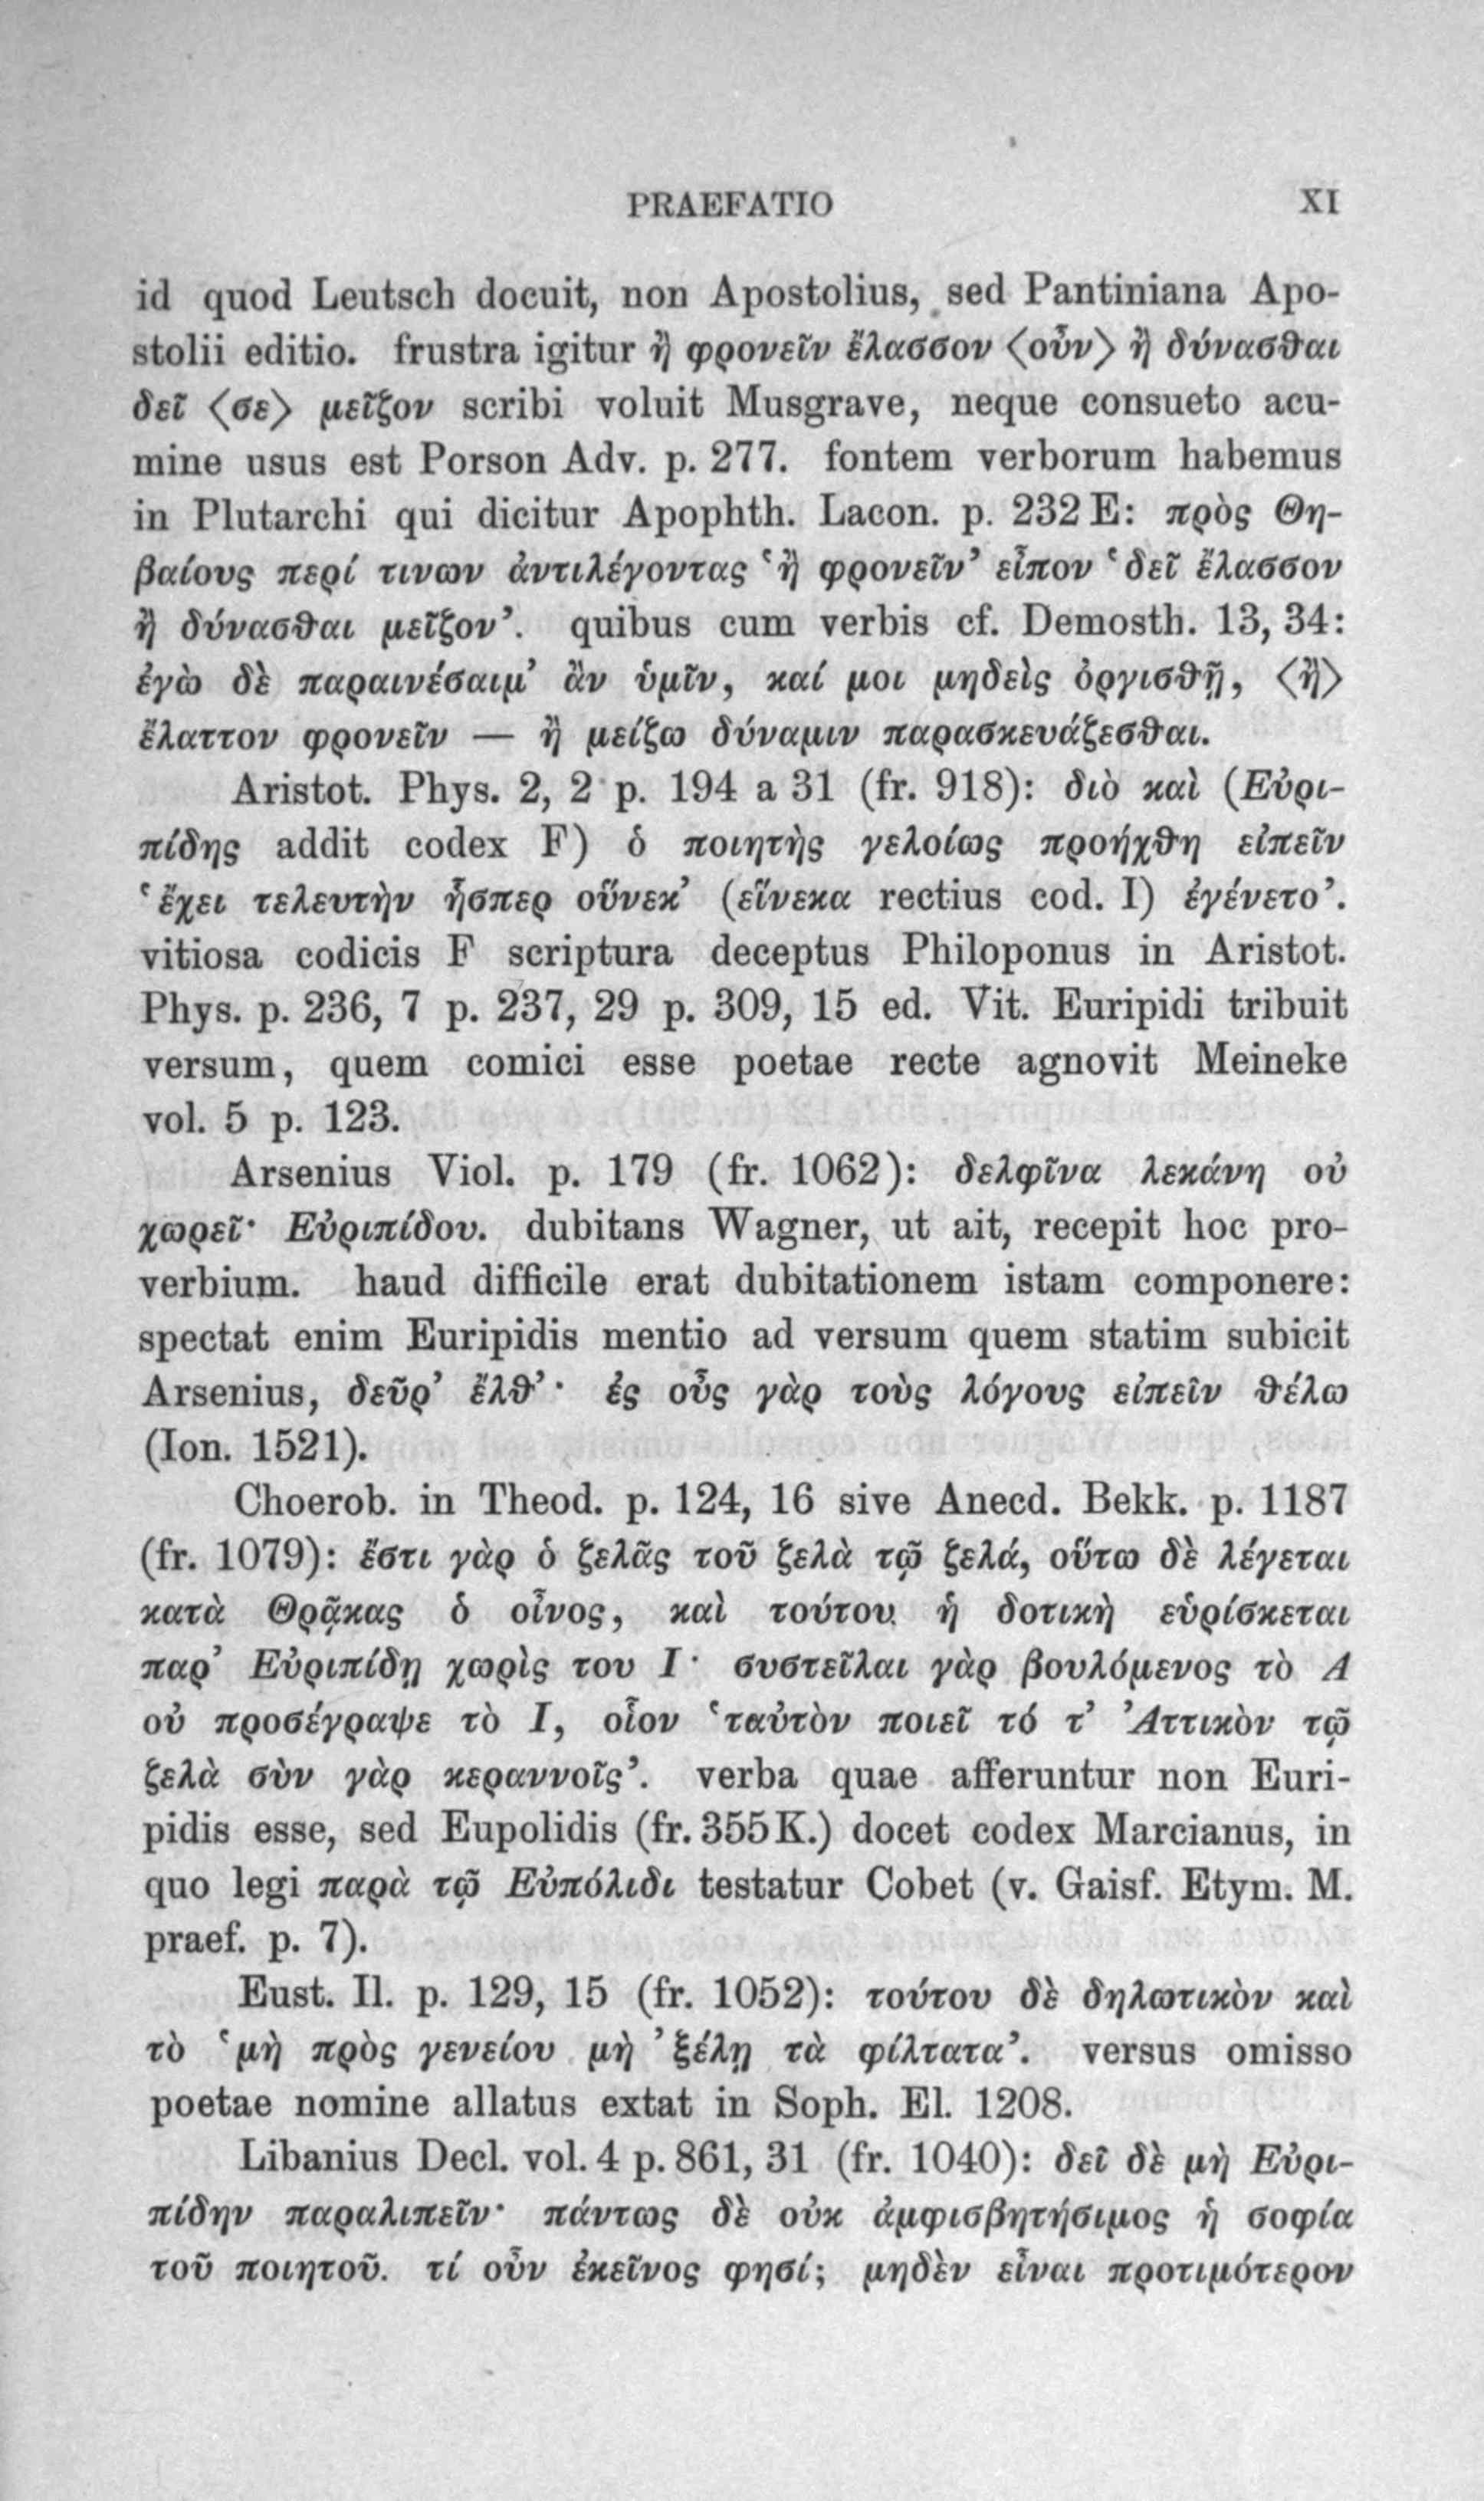 PRAEFATIO XI
id quod Leutsch docuit, non Apostolius, sed Pantiniana Apo-
stolii editio. frustra igitur ἢ φρονεῖν ἔλασσον ⟨οὖν⟩ ἢ δύνασθαι
δεῖ ⟨σε⟩ μεῖζον scribi voluit Musgrave, neque consueto acu-
mine usus est Porson Adv. p. 277. fontem verborum habemus
in Plutarchi qui dicitur Apophth. Lacon. p. 232 E: πρὸς Θη-
βαίους περί τινων ἀντιλέγοντας ‘ἢ φρονεῖν’ εἶπον ‘δεῖ ἔλασσον
ἢ δύνασθαι μεῖζον’. quibus cum verbis cf. Demosth. 13, 34:
ἐγὼ δὲ παραινέσαιμ’ ἂν ὑμῖν, καί μοι μηδεὶς ὀργισθῇ, ⟨ἢ⟩
ἔλαττον φρονεῖν — ἢ μείζω δύναμιν παρασκευάζεσθαι.
Aristot. Phys. 2, 2 p. 194 a 31 (fr. 918): διὸ καὶ (Εὐρι-
πίδης addit codex F) ὁ ποιητὴς γελοίως προήχθη εἰπεῖν
‘ἔχει τελευτὴν ἧσπερ οὕνεκ’ (εἵνεκα rectius cod. I) ἐγένετο’.
vitiosa codicis F scriptura deceptus Philoponus in Aristot.
Phys. p. 236, 7 p. 237, 29 p. 309, 15 ed. Vit. Euripidi tribuit
versum, quem comici esse poetae recte agnovit Meineke
vol. 5 p. 123.
Arsenius Viol. p. 179 (fr. 1062): δελφῖνα λεκάνη οὐ
χωρεῖ· Εὐριπίδου. dubitans Wagner, ut ait, recepit hoc pro-
verbium. haud difficile erat dubitationem istam componere:
spectat enim Euripidis mentio ad versum quem statim subicit
Arsenius, δεῦρ’ ἔλθ’· ἐς οὖς γὰρ τοὺς λόγους εἰπεῖν θέλω
(Ion. 1521).
Choerob. in Theod. p. 124, 16 sive Anecd. Bekk. p. 1187
(fr. 1079): ἔστι γὰρ ὁ ζελᾶς τοῦ ζελὰ τῷ ζελά, οὕτω δὲ λέγεται
κατὰ Θρᾷκας ὁ οἶνος, καὶ τούτου ἡ δοτικὴ εὑρίσκεται
παρ’ Εὐριπίδῃ χωρὶς του Ι· συστεῖλαι γὰρ βουλόμενος τὸ Α
οὐ προσέγραψε τὸ Ι, οἷον ‘ταὐτὸν ποιεῖ τό τ’ Ἀττικὸν τῷ
ζελὰ σὺν γὰρ κεραννοῖς’. verba quae afferuntur non Euri-
pidis esse, sed Eupolidis (fr. 355 K.) docet codex Marcianus, in
quo legi παρὰ τῷ Εὐπόλιδι testatur Cobet (v. Gaisf. Etym. M.
praef. p. 7).
Eust. Il. p. 129, 15 (fr. 1052): τούτου δὲ δηλωτικὸν καὶ
τὸ ‘μὴ πρὸς γενείου μὴ ’ξέλῃ τὰ φίλτατα’. versus omisso
poetae nomine allatus extat in Soph. El. 1208.
Libanius Decl. vol. 4 p. 861, 31 (fr. 1040): δεῖ δὲ μὴ Εὐρι-
πίδην παραλιπεῖν· πάντως δὲ οὐκ ἀμφισβητήσιμος ἡ σοφία
τοῦ ποιητοῦ. τί οὖν ἐκεῖνος φησί; μηδὲν εἶναι προτιμότερον